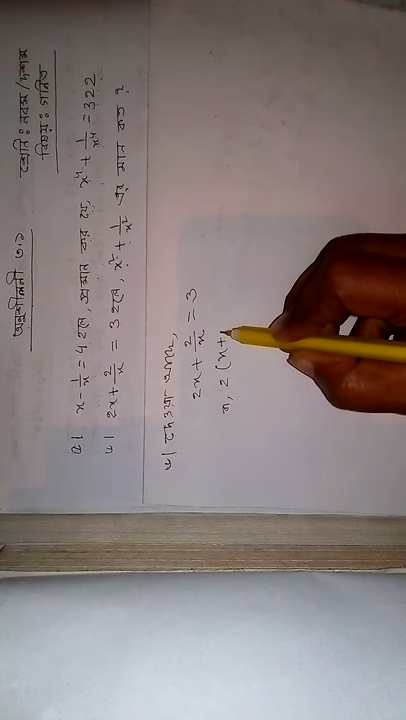 অনুশীলনী ৩.১
শ্রেণি: নবম/দশম
বিষয়: গণিত
৫। x - 1/x = 4 হলে, প্রমাণ কর যে, x⁴ + 1/x⁴ = 322
৬। 2x + 2/x = 3 হলে, x² + 1/x² এর মান কত?
৬। দেওয়া আছে,
2x + 2/x = 3
বা, 2 (x+